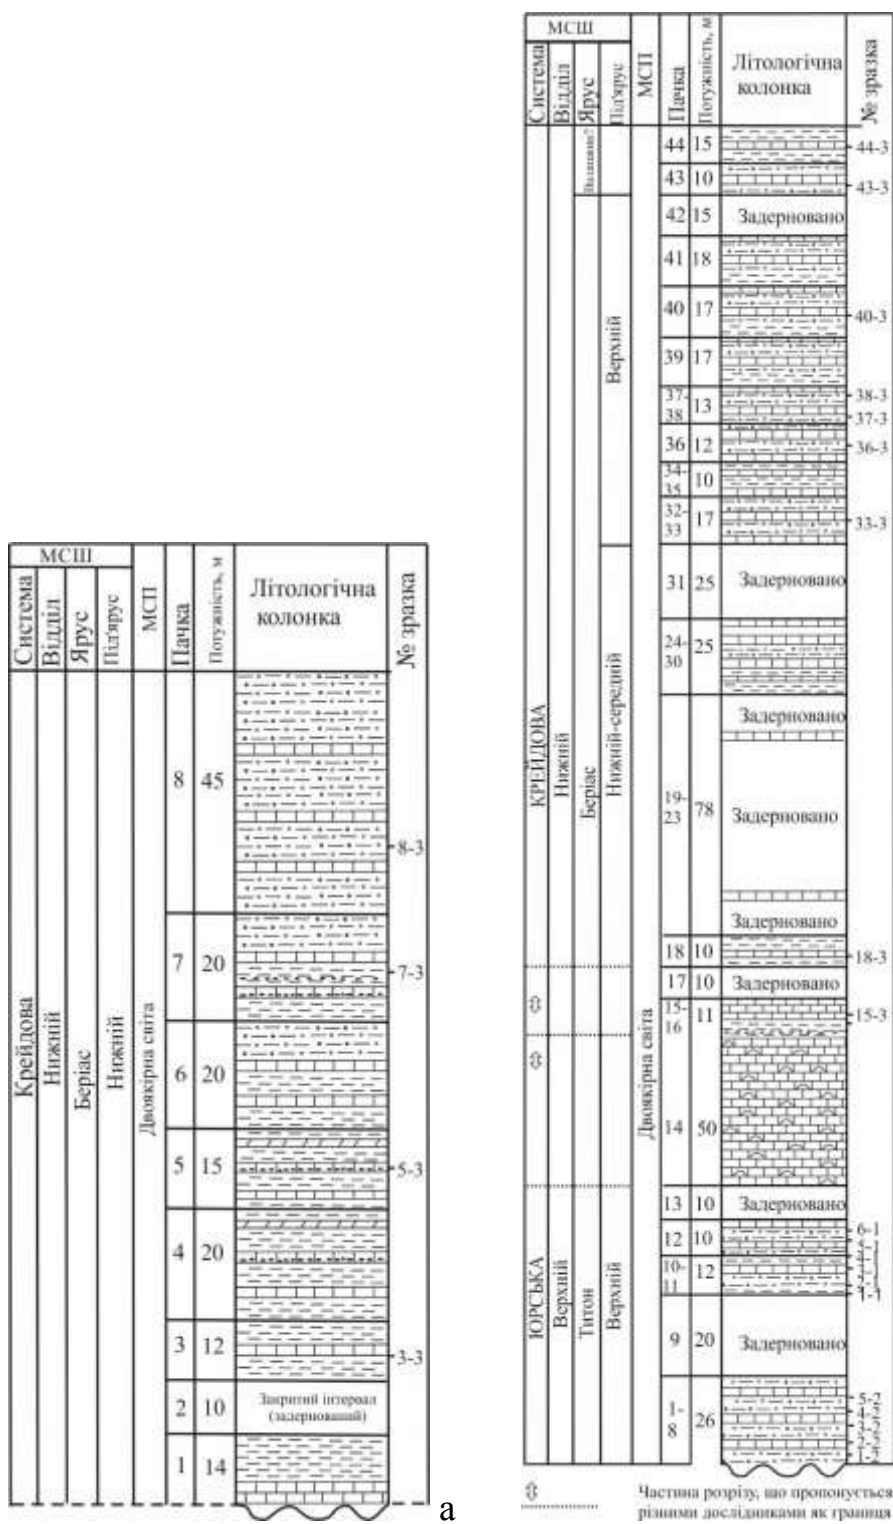 МСШ
Система
Відділ
Ярус
Під'ярус
МСП
Пачка
Потужність, м
Літологічна
колонка
№ зразка
8 45
8-3
7 20
7-3
6 20
5 15
5-3
4 20
3 12
3-3
2 10 Закритий інтервал
(задернований)
1 14
Крейдова
Нижній
Беріас
Нижній
Двоякірна світа
а
МСШ
Система
Відділ
Ярус
Під'ярус
МСП
Пачка
Потужність, м
Літологічна
колонка
№ зразка
44 15
44-3
43 10
43-3
42 15 Задерновано
41 18
40 17
40-3
39 17
37-
38 13
38-3
37-3
36 12
36-3
34-
35 10
32-
33 17
33-3
31 25 Задерновано
24-
30 25
Задерновано
19-
23 78 Задерновано
Задерновано
18 10
18-3
17 10 Задерновано
15-
16 11
15-3
14 50
13 10 Задерновано
12 10
6-1
10-
11 12
1-1
9 20 Задерновано
1-
8 26
КРЕЙДОВА
Нижній
Беріас
Верхній
Нижній-середній
Двоякірна світа
ЮРСЬКА
Верхній
Титон
Верхній
Частина розрізу, що пропонується
різними дослідниками як границя